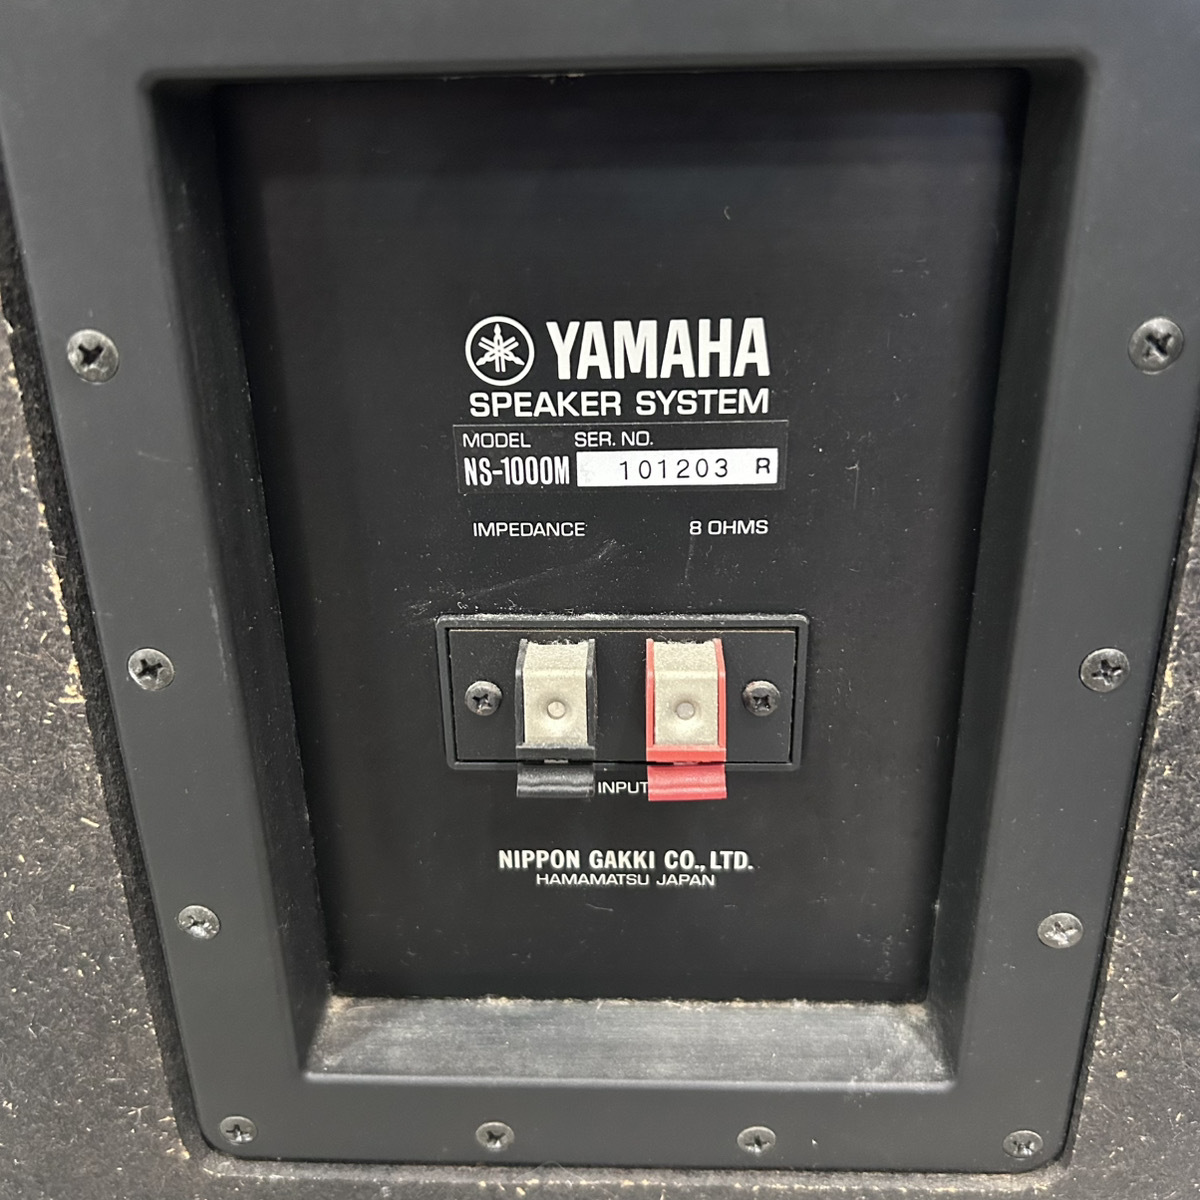 YAMAHA
SPEAKER SYSTEM
MODEL SER. NO.
NS-1000M 101203 R
IMPEDANCE 8 OHMS
INPUT
NIPPON GAKKI CO., LTD.
HAMAMATSU JAPAN